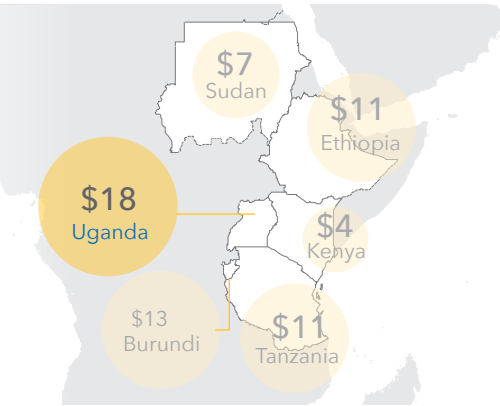 $7
Sudan
$11
Ethiopia
$18
Uganda
$4
Kenya
$13
Burundi
$11
Tanzania